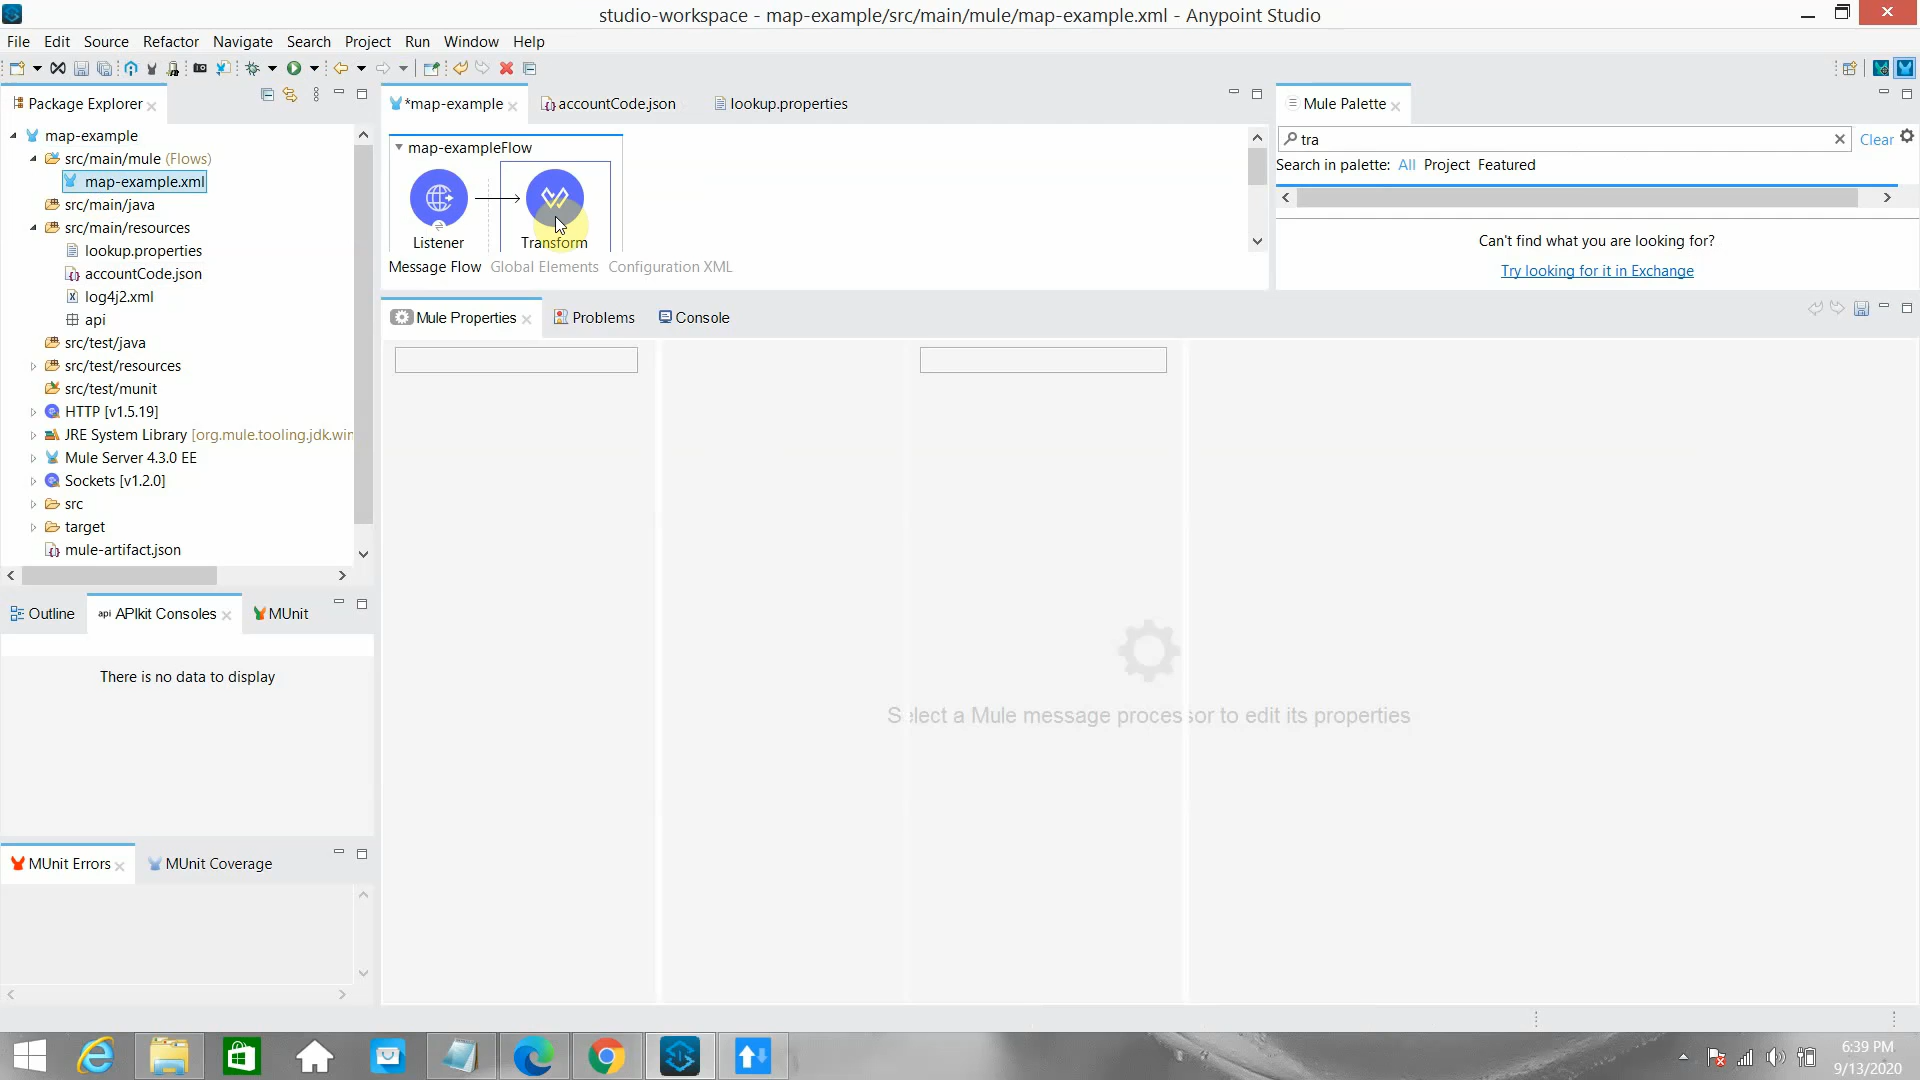 studio-workspace - map-example/src/main/mule/map-example.xml - Anypoint Studio
File Edit Source Refactor Navigate Search Project Run Window Help
Package Explorer
map-example
src/main/mule (Flows)
map-example.xml
src/main/java
src/main/resources
lookup.properties
accountCode.json
log4j2.xml
api
src/test/java
src/test/resources
src/test/munit
HTTP [v1.5.19]
JRE System Library [org.mule.tooling.jdk.wir
Mule Server 4.3.0 EE
Sockets [v1.2.0]
src
target
mule-artifact.json
*map-example accountCode.json lookup.properties
map-exampleFlow
Listener Transform
Message Flow Global Elements Configuration XML
Mule Palette
tra
Clear
Search in palette: All Project Featured
Can't find what you are looking for?
Try looking for it in Exchange
Mule Properties Problems Console
Select a Mule message processor to edit its properties
Outline api APIkit Consoles MUnit
There is no data to display
MUnit Errors MUnit Coverage
6:39 PM
9/13/2020